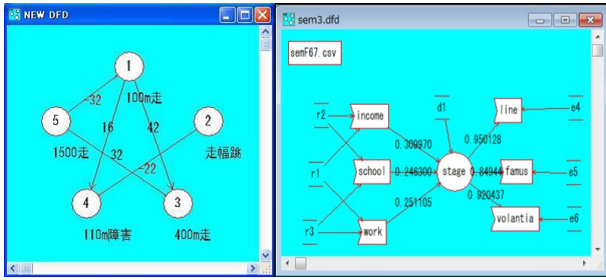 NEW DFD
1
100m走
-32
5
1500走
16
42
2
走幅跳
32
-22
4
110m障害
3
400m走
sem3.dfd
semF67.csv
r2
income
d1
line
e4
0.309970
0.950128
r1
school
0.246300
stage
0.84944
famus
e5
0.251105
0.920437
r3
work
volantia
e6